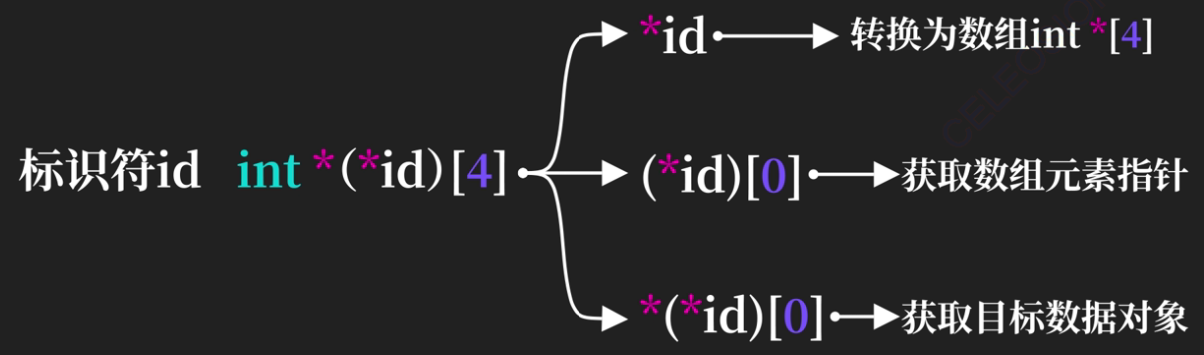 *id 转换为数组int *[4]
标识符id int *(*id)[4] (*id)[0] 获取数组元素指针
*(*id)[0] 获取目标数据对象